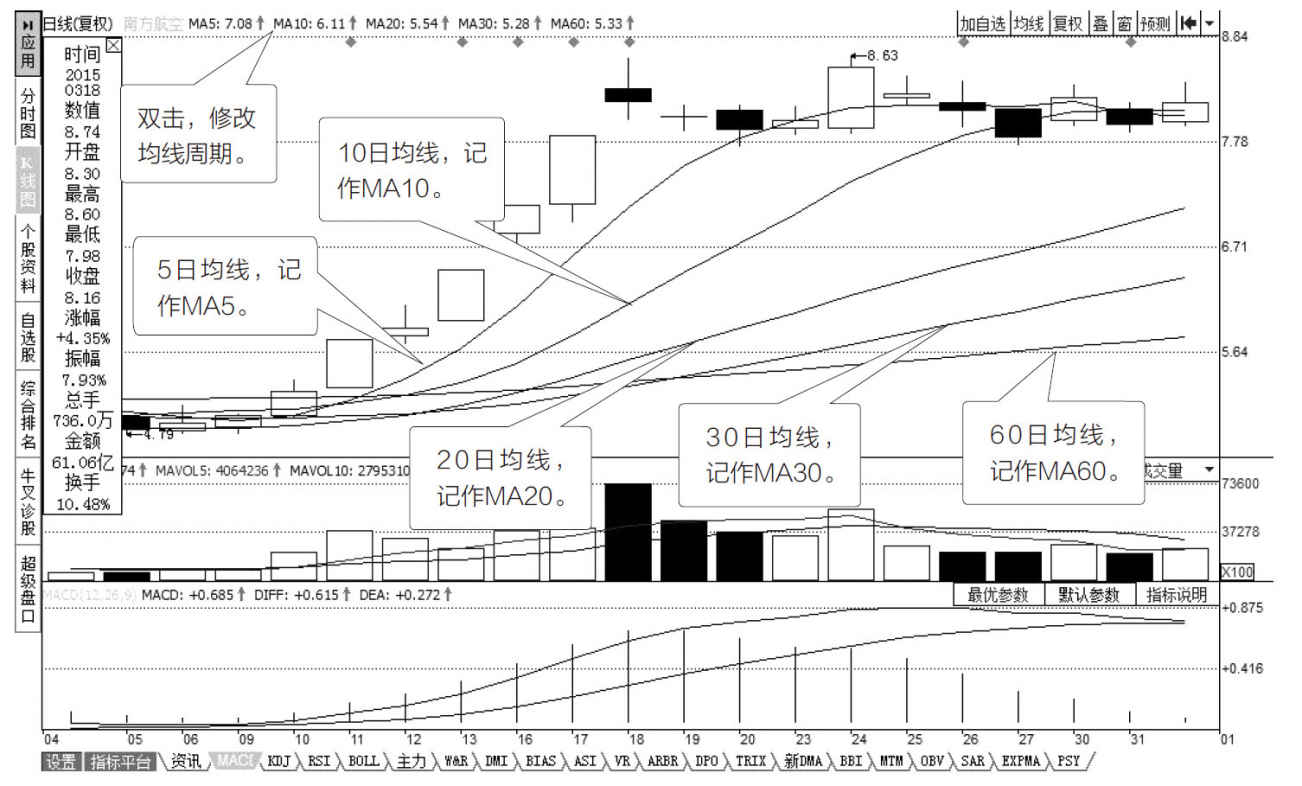 日线(复权) 南方航空 MA5: 7.08↑ MA10: 6.11↑ MA20: 5.54↑ MA30: 5.28↑ MA60: 5.33↑
加自选 均线 复权 叠 窗 预测
应用
分时图
K线图
个股资料
自选股
综合排名
牛叉诊股
超级盘口
时间
2015
0318
数值
8.74
开盘
8.30
最高
8.60
最低
7.98
收盘
8.16
涨幅
+4.35%
振幅
7.93%
总手
736.0万
金额
61.06亿
换手
10.48%
双击，修改
均线周期。
10日均线，记
作MA10。
5日均线，记
作MA5。
20日均线，
记作MA20。
30日均线，
记作MA30。
60日均线，
记作MA60。
←8.63
←4.79
8.84
7.78
6.71
5.64
74↑ MAVOL5: 4064236↑ MAVOL10: 2795310
成交量
73600
37278
X100
MACD(12,26,9) MACD: +0.685↑ DIFF: +0.615↑ DEA: +0.272↑
最优参数 默认参数 指标说明
+0.875
+0.416
04 05 06 09 10 11 12 13 16 17 18 19 20 23 24 25 26 27 30 31 01
设置 指标平台 资讯 MACD KDJ RSI BOLL 主力 W&R DMI BIAS ASI VR ARBR DPO TRIX 新DMA BBI MTM OBV SAR EXPMA PSY